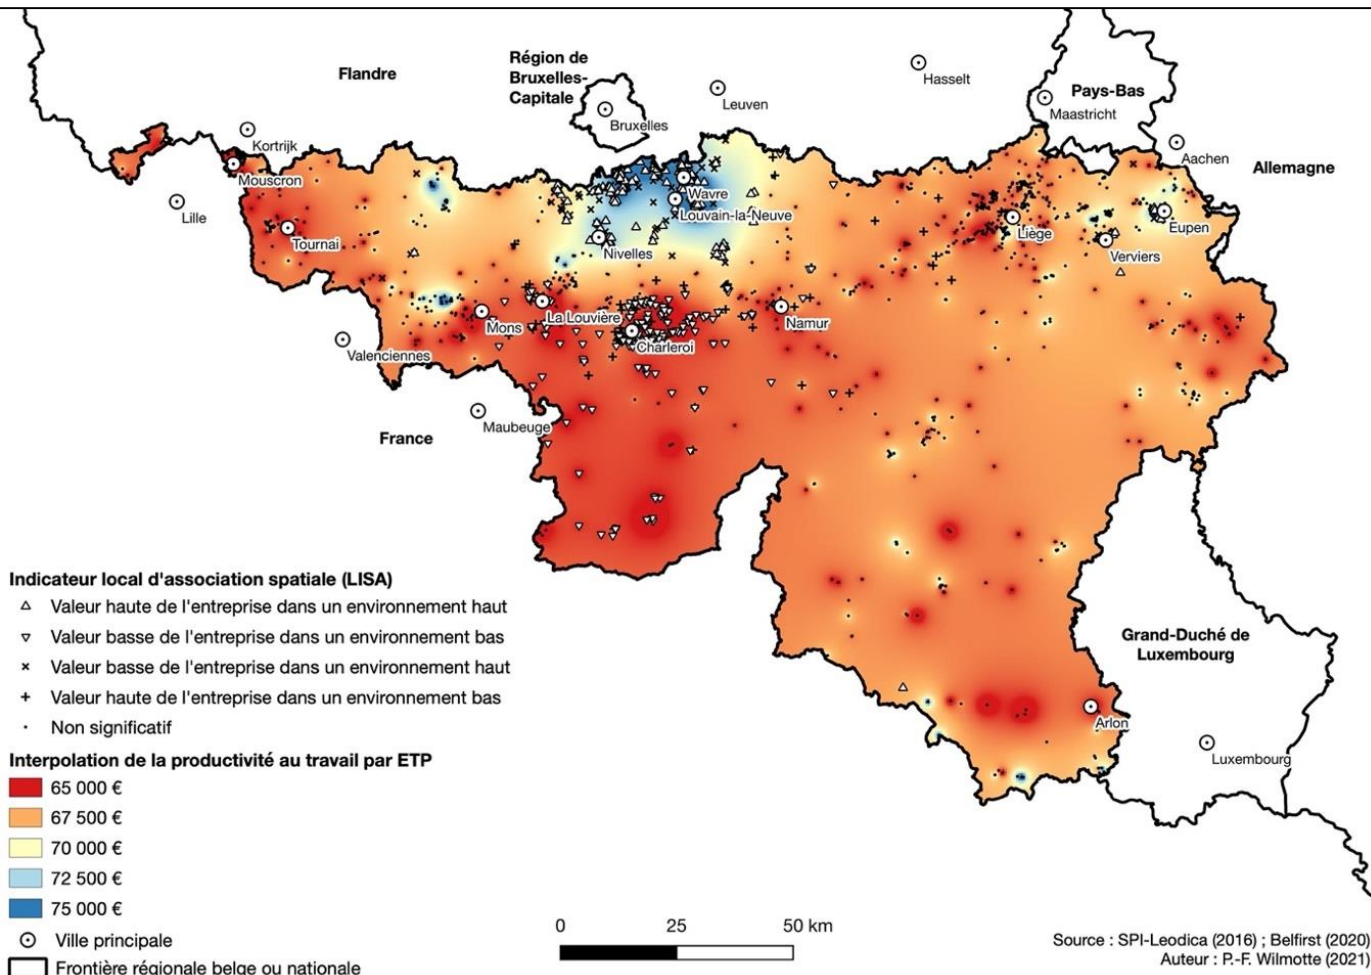 Flandre
Région de
Bruxelles-
Capitale
Bruxelles
Leuven
Hasselt
Pays-Bas
Maastricht
Aachen
Allemagne
Kortrijk
Mouscron
Lille
Tournai
Wavre
Louvain-la-Neuve
Nivelles
Liège
Eupen
Verviers
Mons
La Louvière
Charleroi
Namur
Valenciennes
Maubeuge
France
Grand-Duché de
Luxembourg
Arlon
Luxembourg
Indicateur local d'association spatiale (LISA)
Valeur haute de l'entreprise dans un environnement haut
Valeur basse de l'entreprise dans un environnement bas
Valeur basse de l'entreprise dans un environnement haut
Valeur haute de l'entreprise dans un environnement bas
Non significatif
Interpolation de la productivité au travail par ETP
65 000 €
67 500 €
70 000 €
72 500 €
75 000 €
Ville principale
Frontière régionale belge ou nationale
0 25 50 km
Source : SPI-Leodica (2016) ; Belfirst (2020)
Auteur : P.-F. Wilmotte (2021)